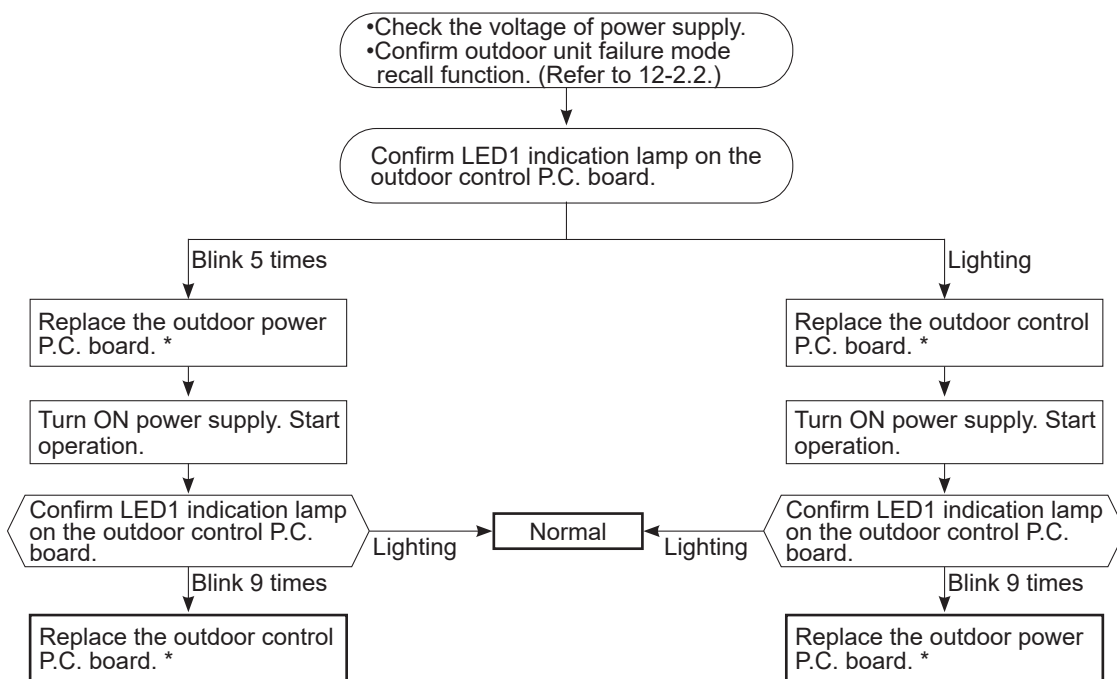 •Check the voltage of power supply.
•Confirm outdoor unit failure mode
recall function. (Refer to 12-2.2.)
Confirm LED1 indication lamp on the
outdoor control P.C. board.
Blink 5 times
Lighting
Replace the outdoor power
P.C. board. *
Replace the outdoor control
P.C. board. *
Turn ON power supply. Start
operation.
Turn ON power supply. Start
operation.
Confirm LED1 indication lamp
on the outdoor control P.C.
board.
Lighting
Normal
Lighting
Confirm LED1 indication lamp
on the outdoor control P.C.
board.
Blink 9 times
Blink 9 times
Replace the outdoor control
P.C. board. *
Replace the outdoor power
P.C. board. *